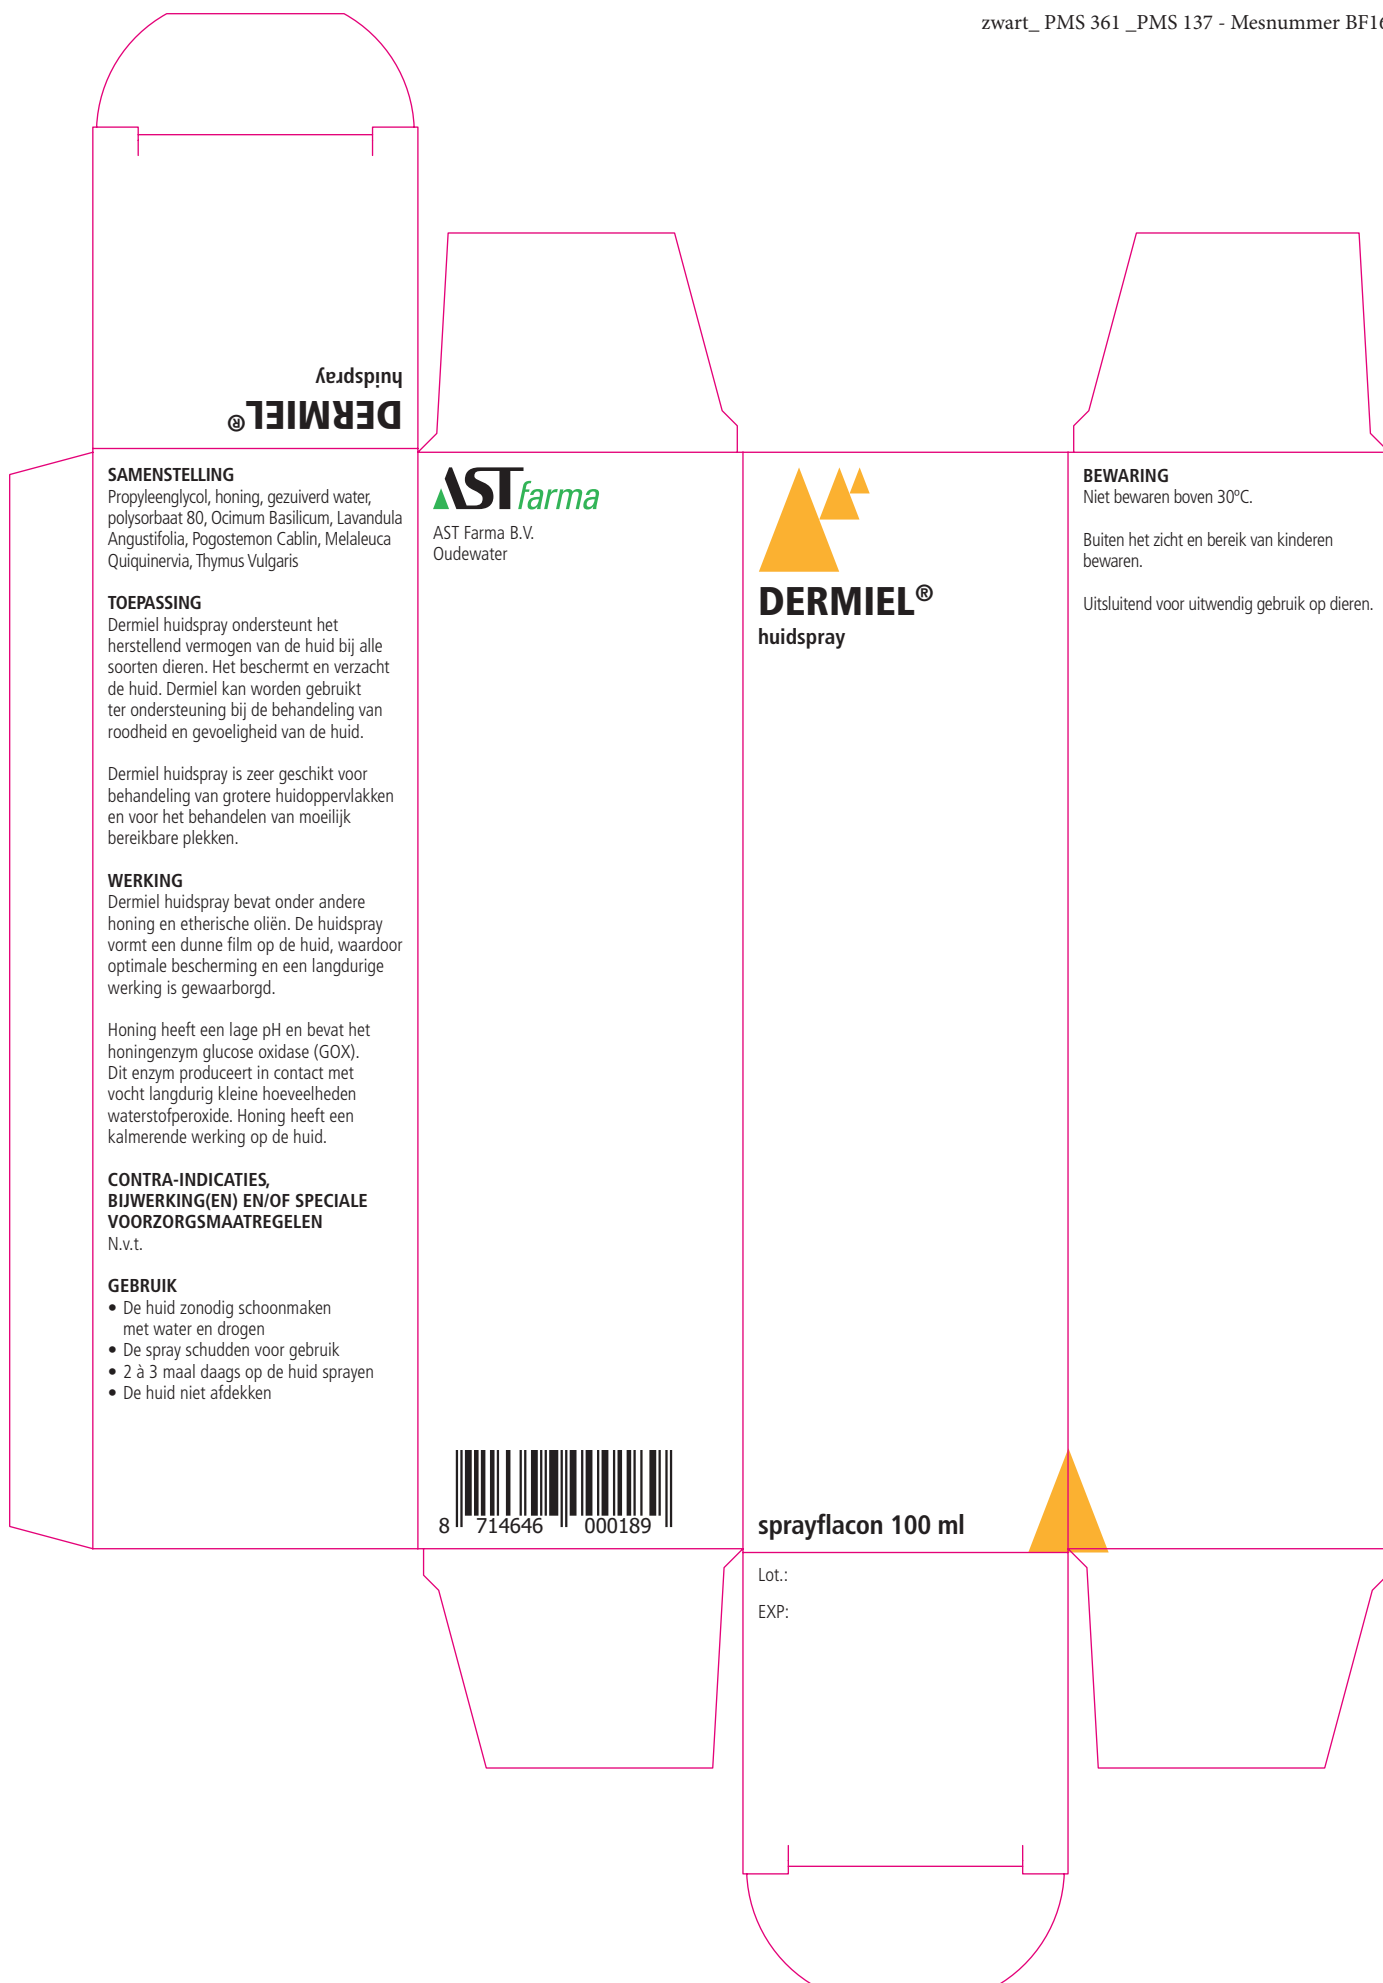 zwart_ PMS 361 _PMS 137 - Mesnummer BF16
DERMIEL®
huidspray
SAMENSTELLING
Propyleenglycol, honing, gezuiverd water,
polysorbaat 80, Ocimum Basilicum, Lavandula
Angustifolia, Pogostemon Cablin, Melaleuca
Quiquinervia, Thymus Vulgaris
TOEPASSING
Dermiel huidspray ondersteunt het
herstellend vermogen van de huid bij alle
soorten dieren. Het beschermt en verzacht
de huid. Dermiel kan worden gebruikt
ter ondersteuning bij de behandeling van
roodheid en gevoeligheid van de huid.
Dermiel huidspray is zeer geschikt voor
behandeling van grotere huidoppervlakken
en voor het behandelen van moeilijk
bereikbare plekken.
WERKING
Dermiel huidspray bevat onder andere
honing en etherische oliën. De huidspray
vormt een dunne film op de huid, waardoor
optimale bescherming en een langdurige
werking is gewaarborgd.
Honing heeft een lage pH en bevat het
honingenzym glucose oxidase (GOX).
Dit enzym produceert in contact met
vocht langdurig kleine hoeveelheden
waterstofperoxide. Honing heeft een
kalmerende werking op de huid.
CONTRA-INDICATIES,
BIJWERKING(EN) EN/OF SPECIALE
VOORZORGSMAATREGELEN
N.v.t.
GEBRUIK
• De huid zonodig schoonmaken
met water en drogen
• De spray schudden voor gebruik
• 2 à 3 maal daags op de huid sprayen
• De huid niet afdekken
AST farma
AST Farma B.V.
Oudewater
8 714646 000189
DERMIEL®
huidspray
sprayflacon 100 ml
Lot.:
EXP:
BEWARING
Niet bewaren boven 30ºC.
Buiten het zicht en bereik van kinderen
bewaren.
Uitsluitend voor uitwendig gebruik op dieren.